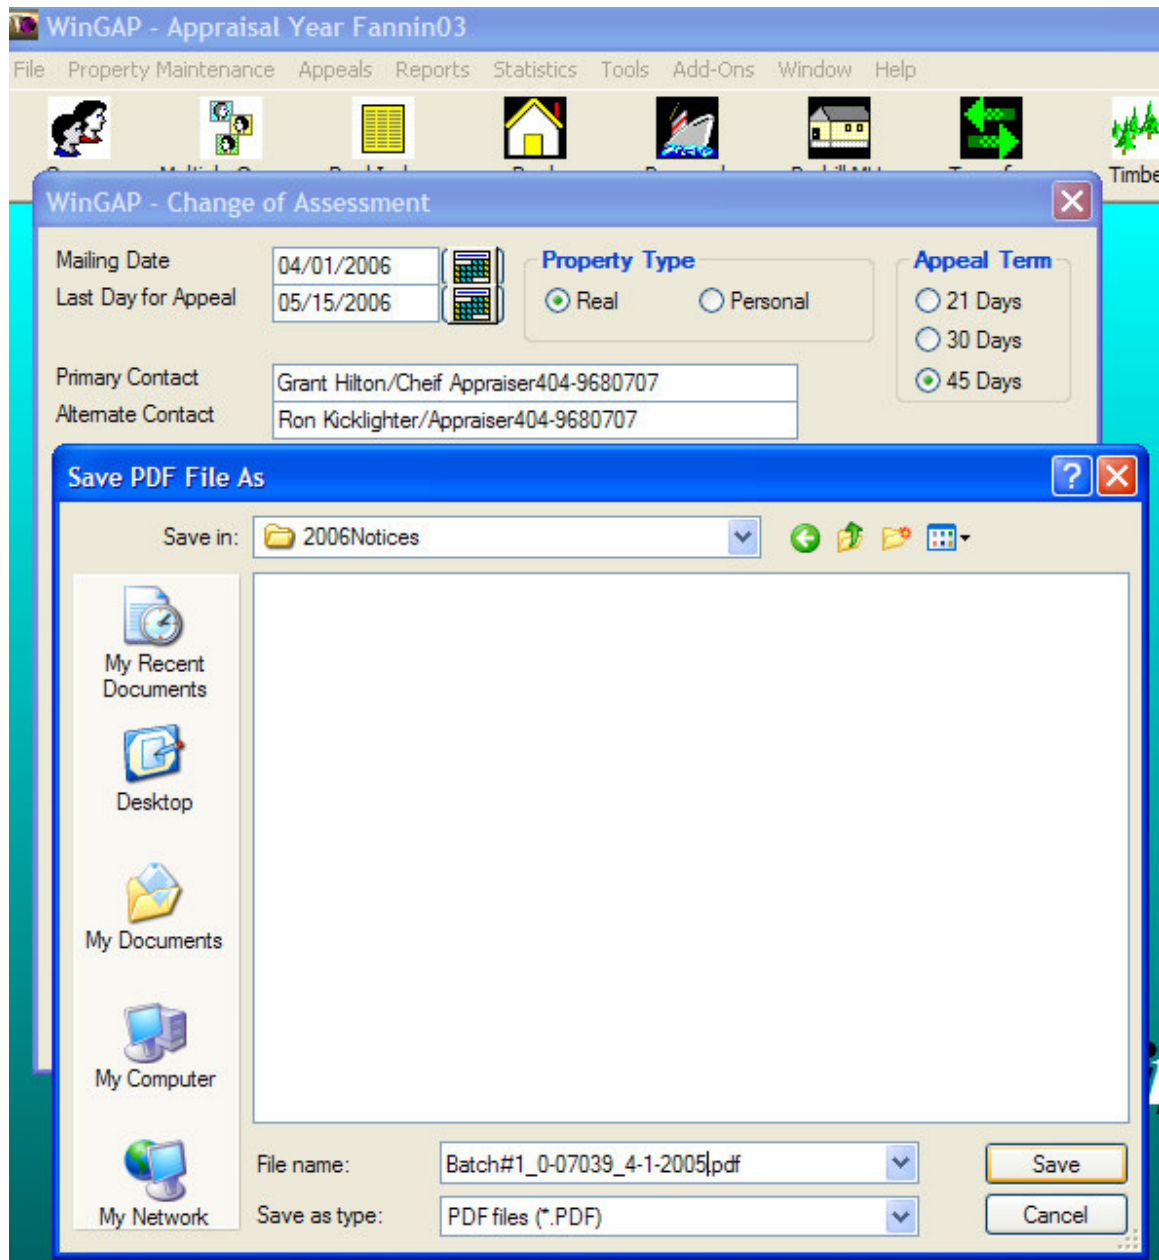 WinGAP - Appraisal Year Fannin03
File Property Maintenance Appeals Reports Statistics Tools Add-Ons Window Help
Timbe
WinGAP - Change of Assessment
Mailing Date 04/01/2006 Property Type Appeal Term
Last Day for Appeal 05/15/2006 Real Personal 21 Days
30 Days
Primary Contact Grant Hilton/Cheif Appraiser404-9680707 45 Days
Alternate Contact Ron Kicklighter/Appraiser404-9680707
Save PDF File As
Save in: 2006Notices
My Recent
Documents
Desktop
My Documents
My Computer
File name: Batch#1_0-07039_4-1-2005.pdf Save
My Network Save as type: PDF files (*.PDF) Cancel